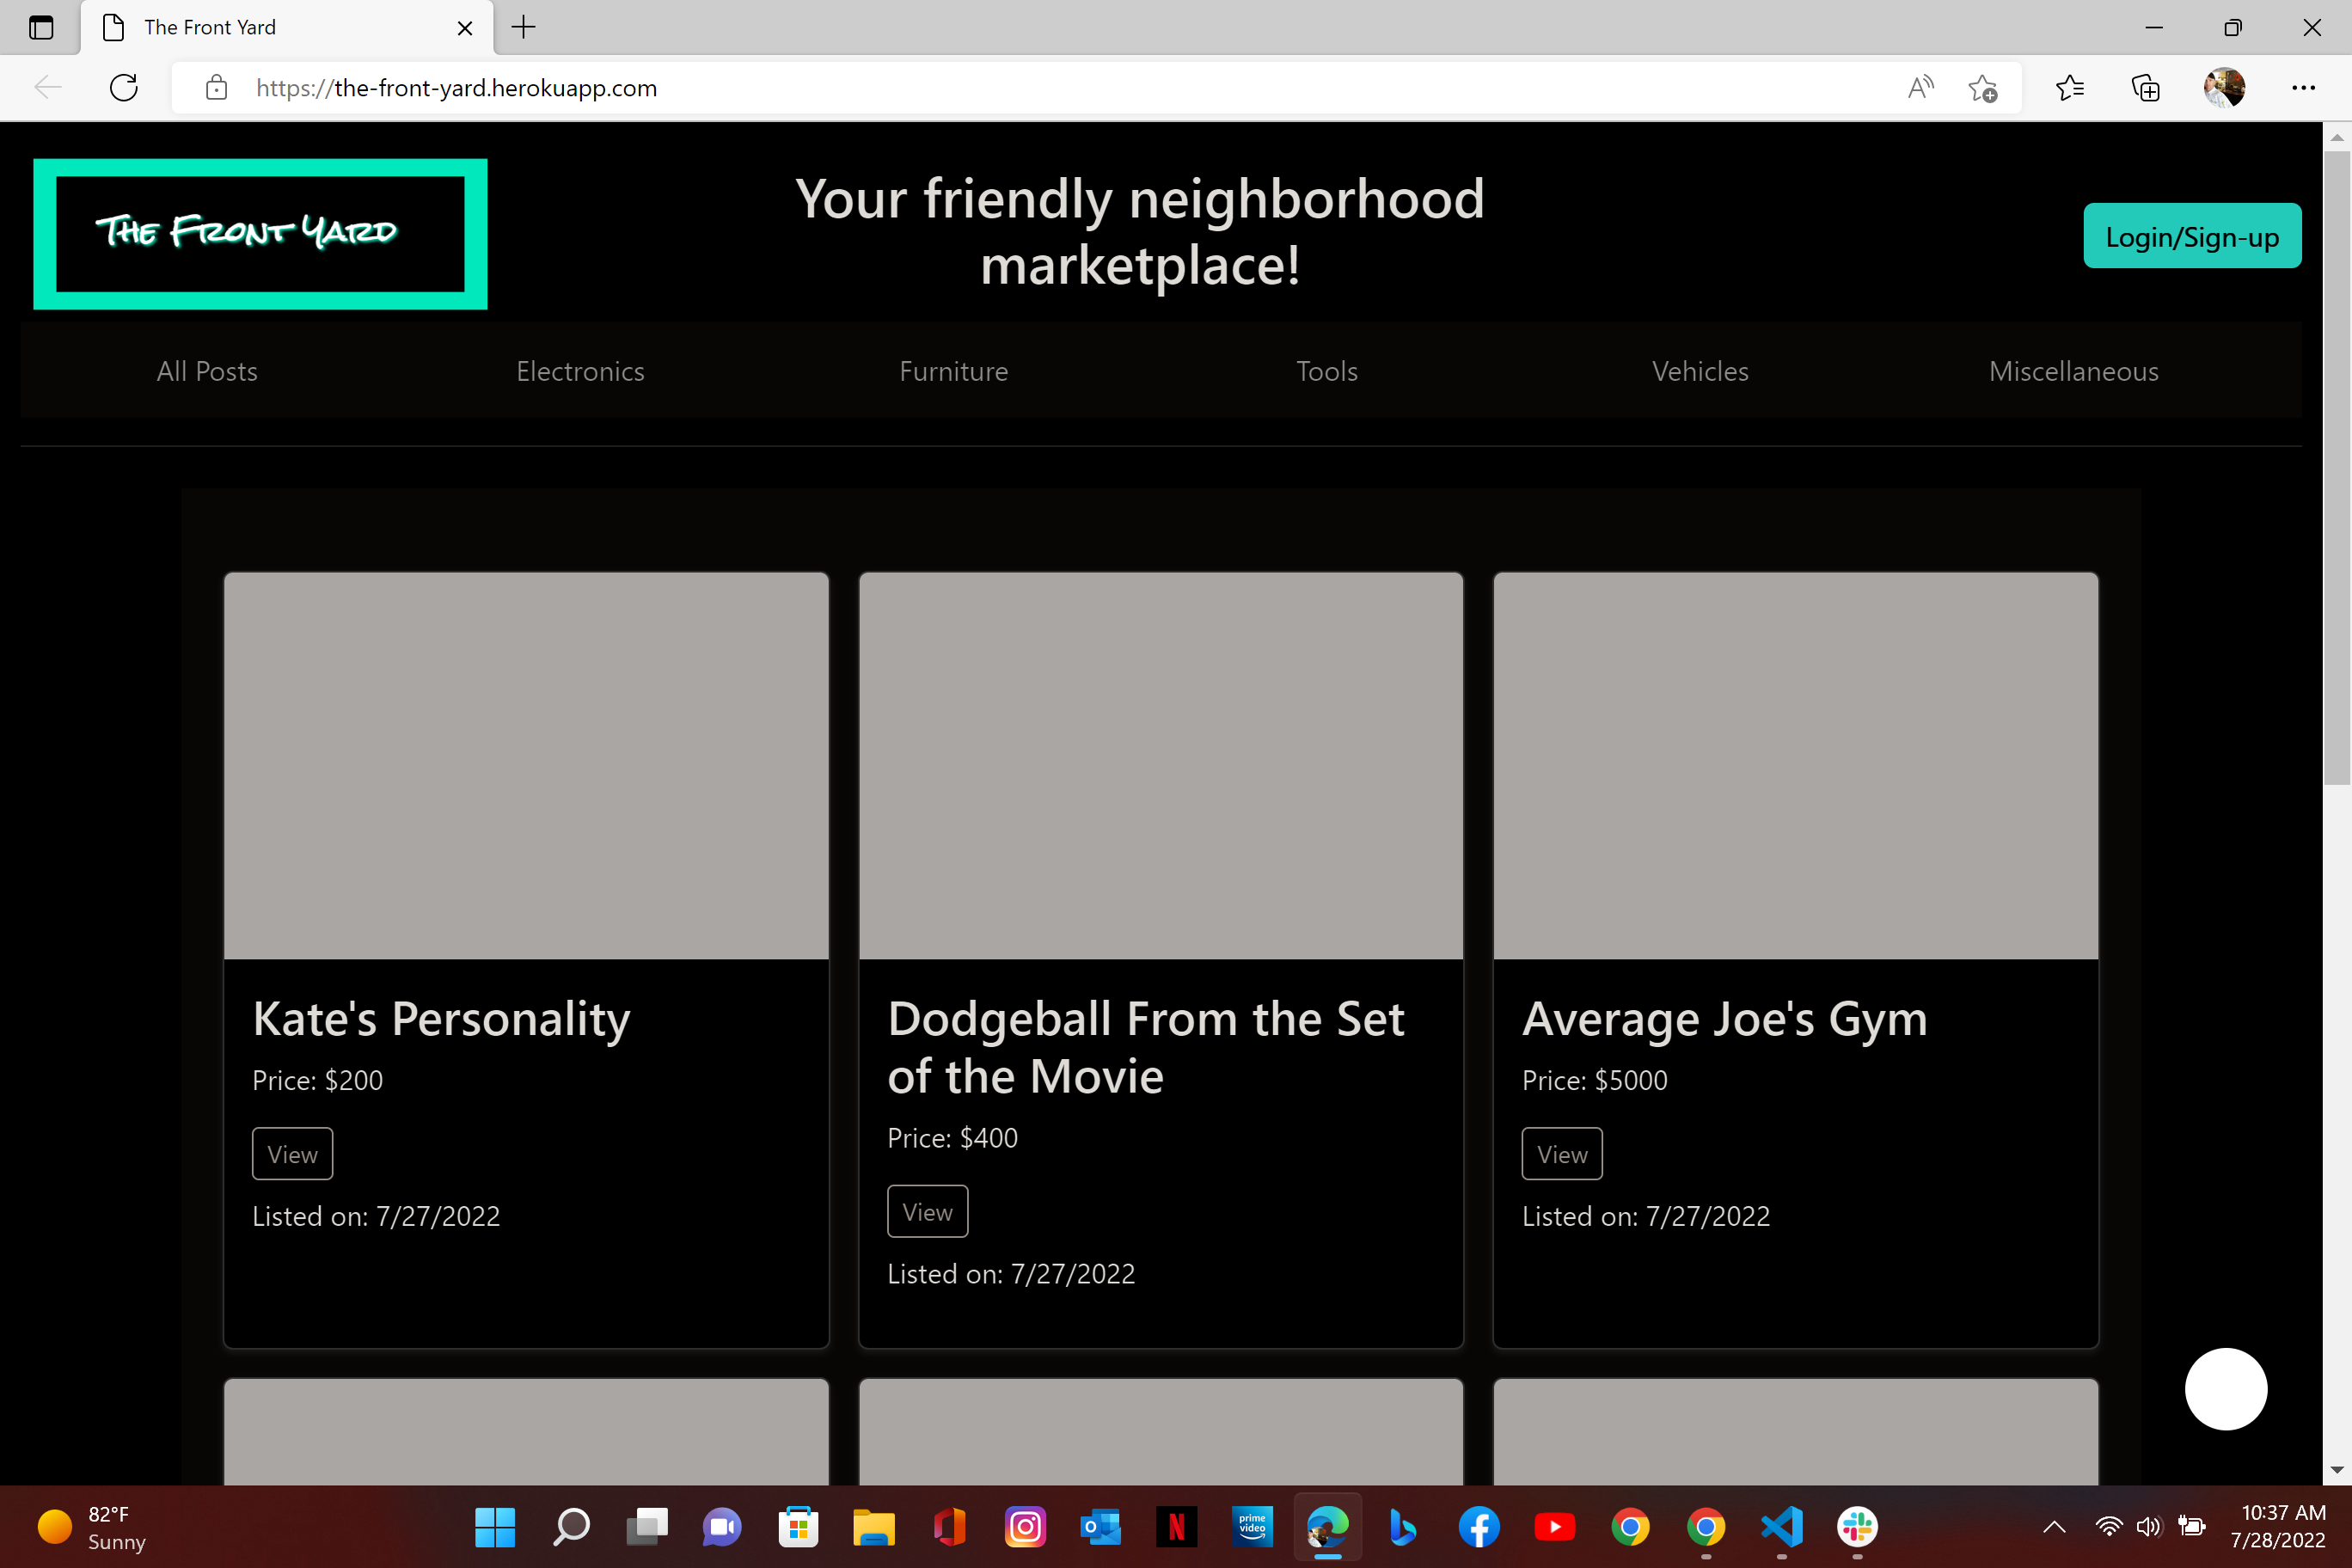 The Front Yard
https://the-front-yard.herokuapp.com
The Front Yard
Your friendly neighborhood
marketplace!
Login/Sign-up
All Posts
Electronics
Furniture
Tools
Vehicles
Miscellaneous
Kate's Personality
Price: $200
View
Listed on: 7/27/2022
Dodgeball From the Set
of the Movie
Price: $400
View
Listed on: 7/27/2022
Average Joe's Gym
Price: $5000
View
Listed on: 7/27/2022
82°F
Sunny
prime
video
10:37 AM
7/28/2022